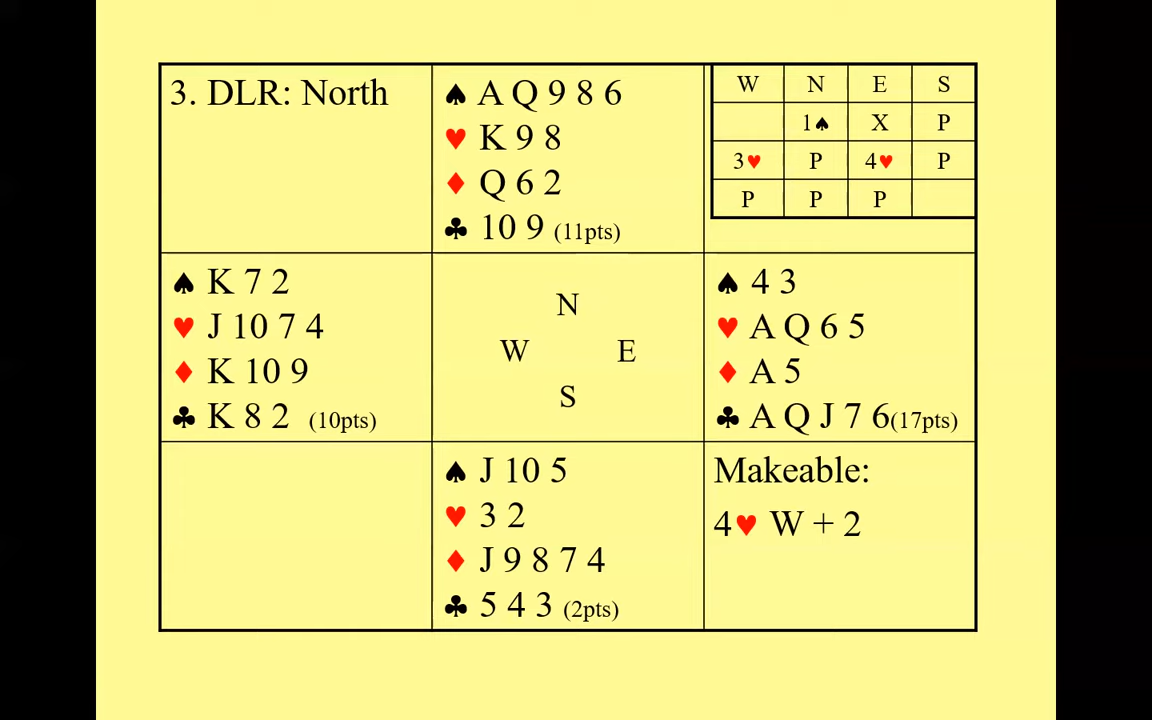 3. DLR: North
♠ A Q 9 8 6
♥ K 9 8
♦ Q 6 2
♣ 10 9 (11pts)
W N E S
1♠ X P
3♥ P 4♥ P
P P P
♠ K 7 2
♥ J 10 7 4
♦ K 10 9
♣ K 8 2 (10pts)
N
W E
S
♠ 4 3
♥ A Q 6 5
♦ A 5
♣ A Q J 7 6(17pts)
♠ J 10 5
♥ 3 2
♦ J 9 8 7 4
♣ 5 4 3 (2pts)
Makeable:
4♥ W + 2